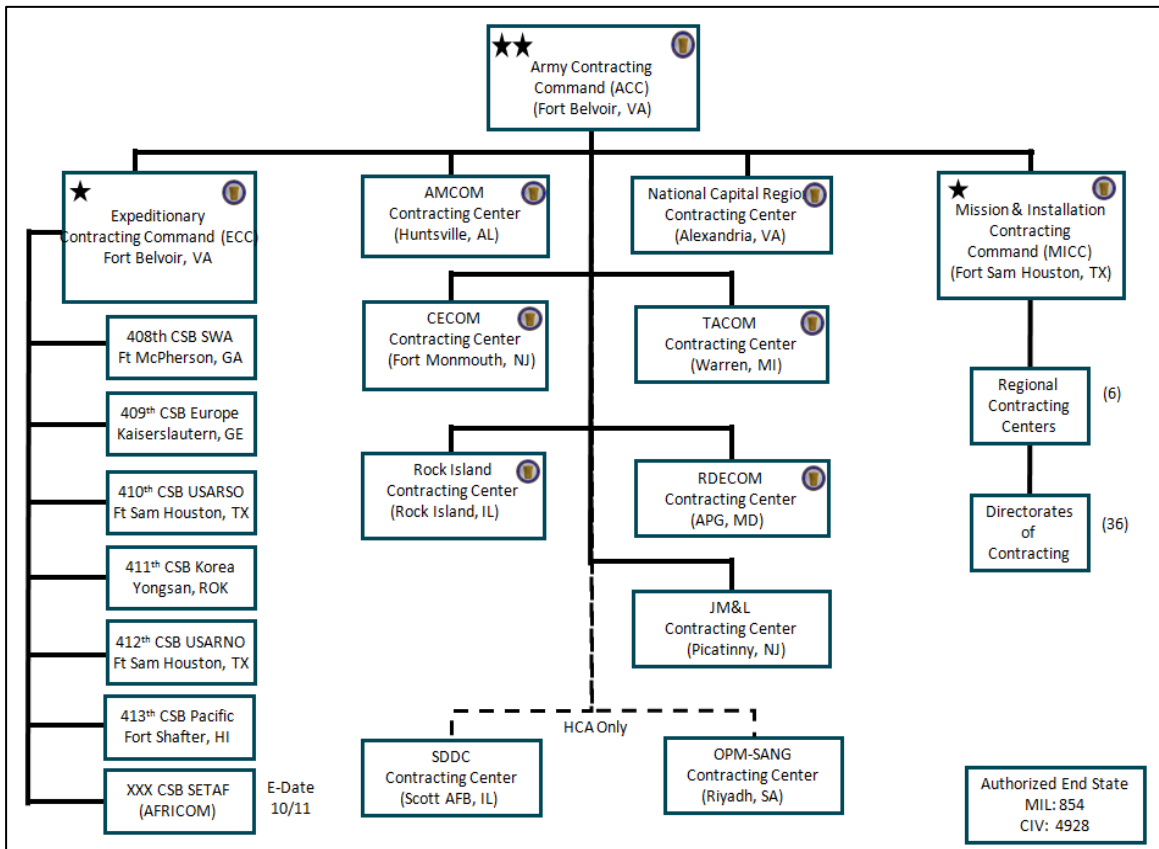 Army Contracting
Command (ACC)
(Fort Belvoir, VA)
Expeditionary
Contracting Command (ECC)
Fort Belvoir, VA
AMCOM
Contracting Center
(Huntsville, AL)
National Capital Region
Contracting Center
(Alexandria, VA)
Mission & Installation
Contracting
Command (MICC)
(Fort Sam Houston, TX)
408th CSB SWA
Ft McPherson, GA
409th CSB Europe
Kaiserslautern, GE
410th CSB USARSO
Ft Sam Houston, TX
411th CSB Korea
Yongsan, ROK
412th CSB USARNO
Ft Sam Houston, TX
413th CSB Pacific
Fort Shafter, HI
XXX CSB SETAF
(AFRICOM)
E-Date
10/11
CECOM
Contracting Center
(Fort Monmouth, NJ)
TACOM
Contracting Center
(Warren, MI)
Rock Island
Contracting Center
(Rock Island, IL)
RDECOM
Contracting Center
(APG, MD)
JM&L
Contracting Center
(Picatinny, NJ)
HCA Only
SDDC
Contracting Center
(Scott AFB, IL)
OPM-SANG
Contracting Center
(Riyadh, SA)
Regional
Contracting
Centers
(6)
Directorates
of
Contracting
(36)
Authorized End State
MIL: 854
CIV: 4928